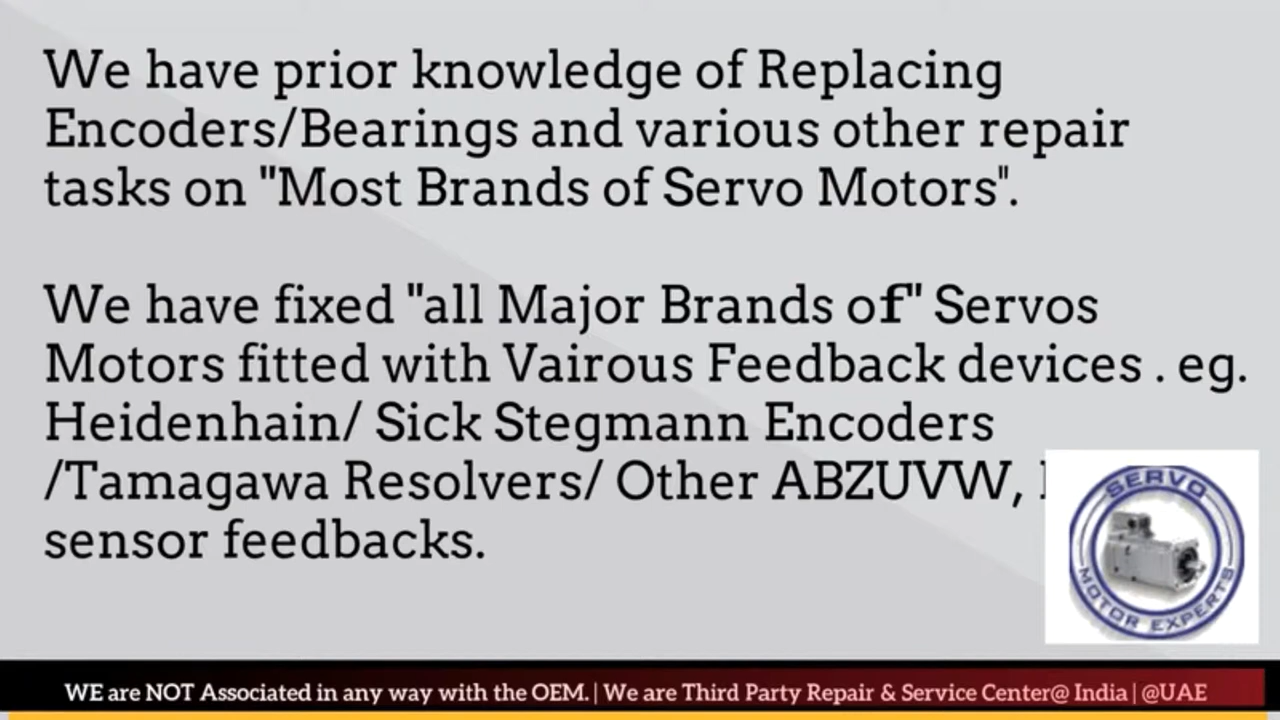 We have prior knowledge of Replacing
Encoders/Bearings and various other repair
tasks on "Most Brands of Servo Motors".
We have fixed "all Major Brands of" Servos
Motors fitted with Vairous Feedback devices . eg.
Heidenhain/ Sick Stegmann Encoders
/Tamagawa Resolvers/ Other ABZUVW,
sensor feedbacks.
SERVO
MOTOR EXPERTS
WE are NOT Associated in any way with the OEM. | We are Third Party Repair & Service Center@ India | @UAE